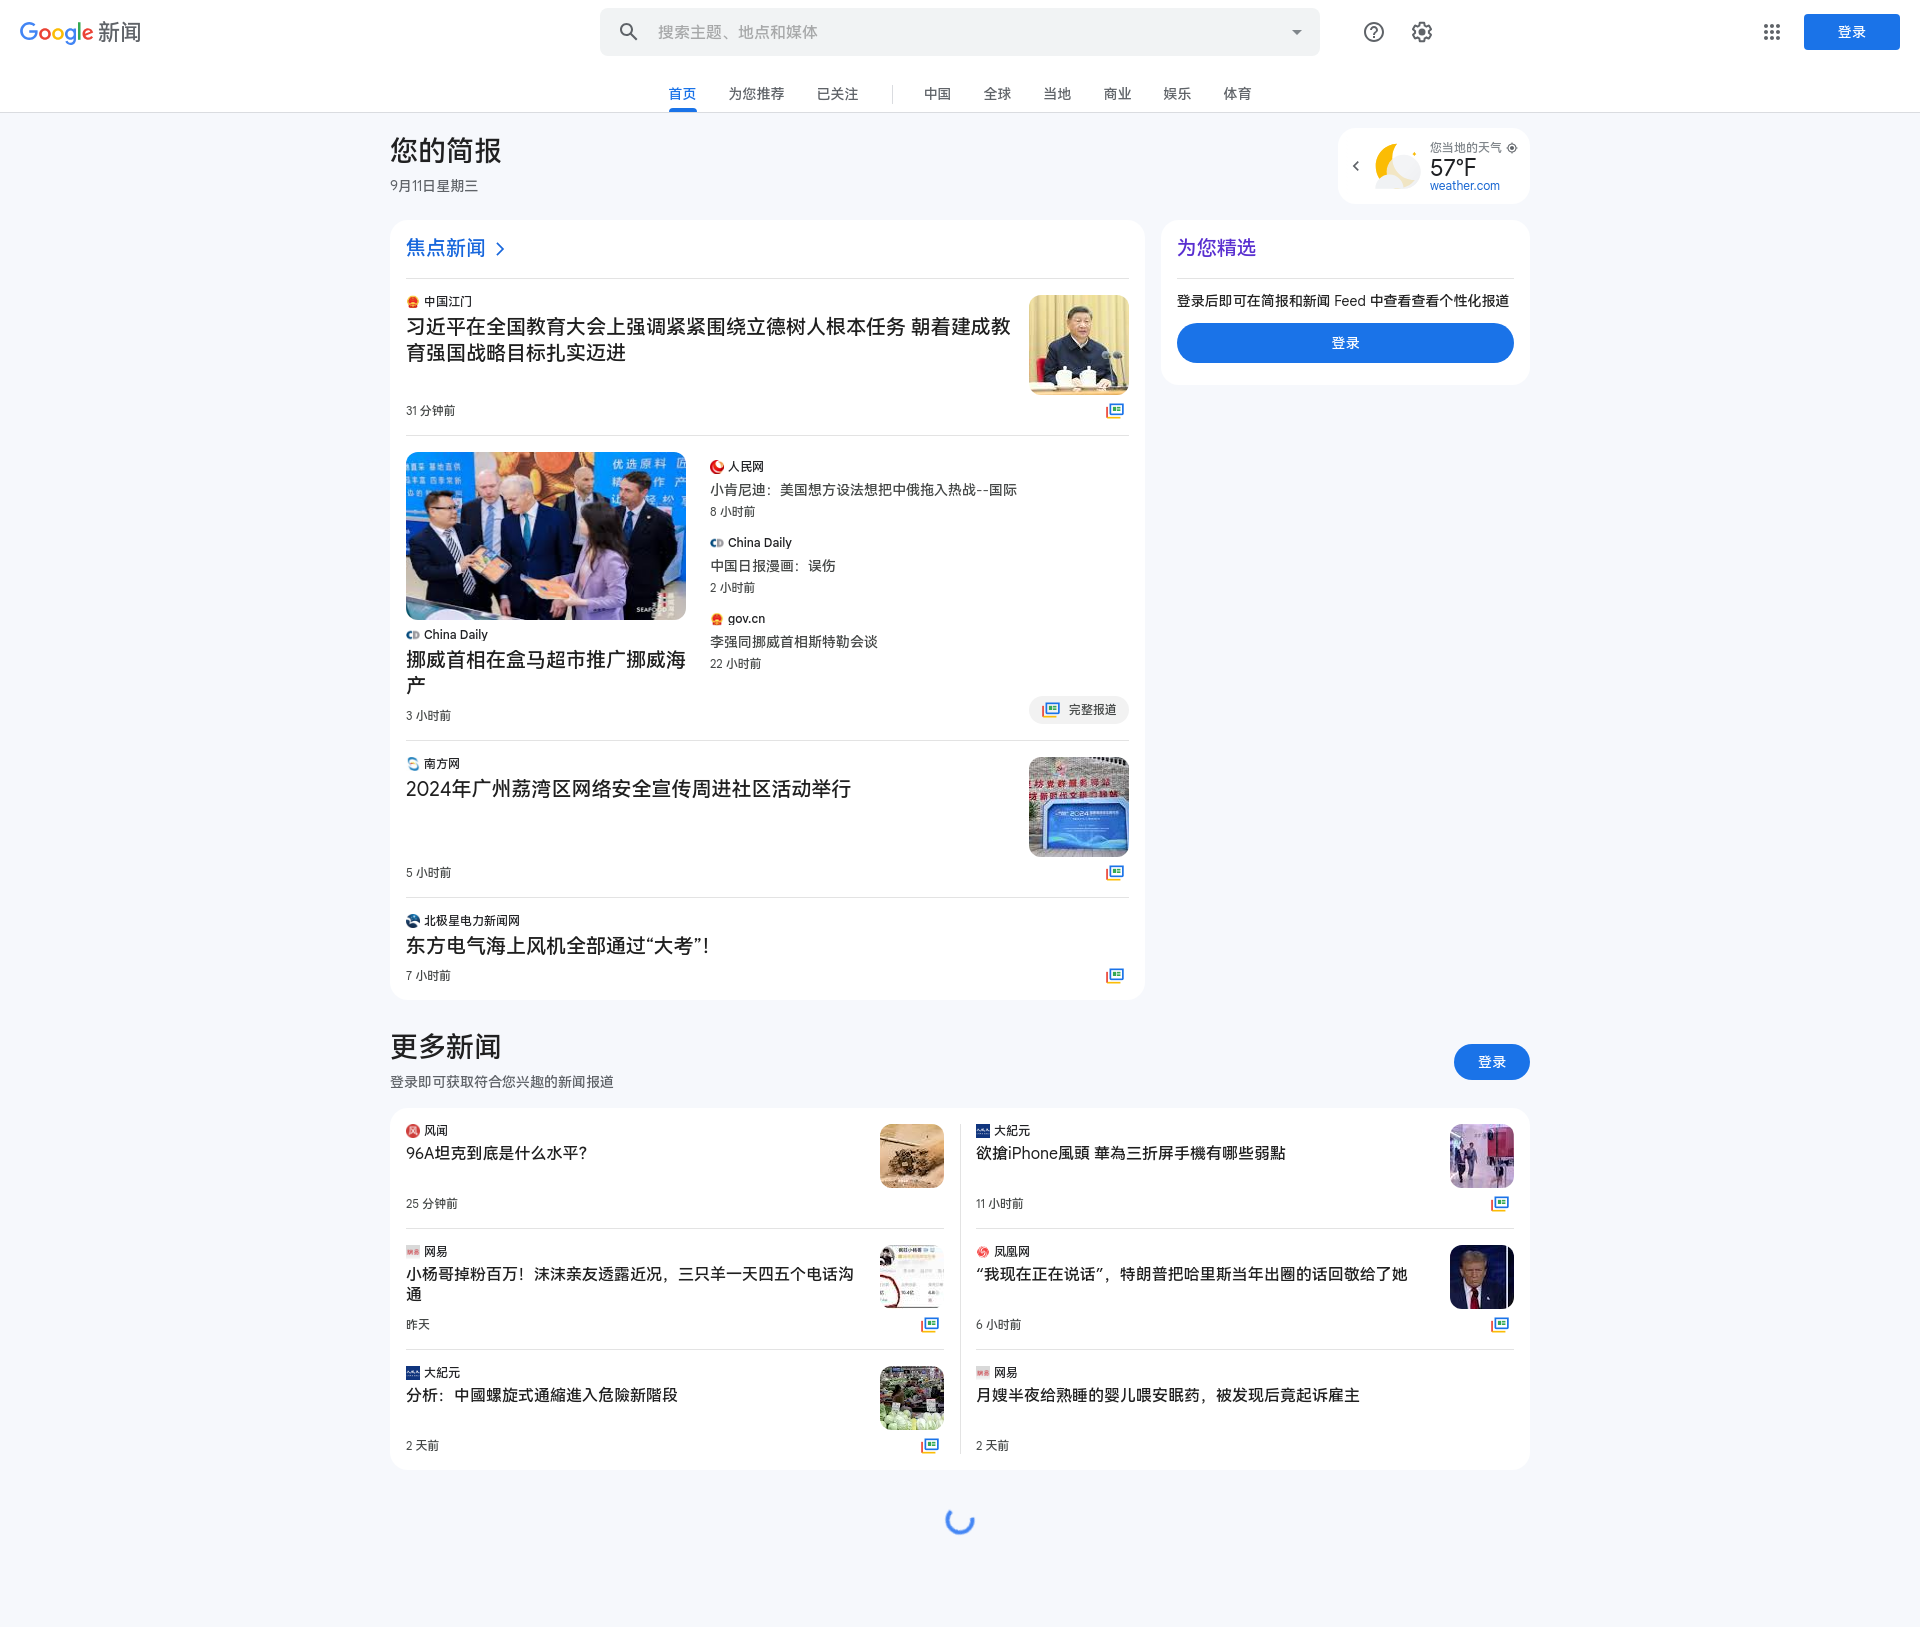 Google 新闻
搜索主题、地点和媒体
登录
首页
为您推荐
已关注
中国
全球
当地
商业
娱乐
体育
您的简报
9月11日星期三
您当地的天气
57°F
weather.com
焦点新闻
中国江门
习近平在全国教育大会上强调紧紧围绕立德树人根本任务 朝着建成教
育强国战略目标扎实迈进
31 分钟前
China Daily
挪威首相在盒马超市推广挪威海
产
3 小时前
人民网
小肯尼迪：美国想方设法想把中俄拖入热战--国际
8 小时前
China Daily
中国日报漫画：误伤
2 小时前
gov.cn
李强同挪威首相斯特勒会谈
22 小时前
完整报道
南方网
2024年广州荔湾区网络安全宣传周进社区活动举行
5 小时前
北极星电力新闻网
东方电气海上风机全部通过“大考”！
7 小时前
为您精选
登录后即可在简报和新闻 Feed 中查看查看个性化报道
登录
更多新闻
登录即可获取符合您兴趣的新闻报道
登录
风闻
96A坦克到底是什么水平？
25 分钟前
网易
小杨哥掉粉百万！沫沫亲友透露近况，三只羊一天四五个电话沟
通
昨天
大紀元
分析：中國螺旋式通縮進入危險新階段
2 天前
大紀元
欲搶iPhone風頭 華為三折屏手機有哪些弱點
11 小时前
凤凰网
“我现在正在说话”，特朗普把哈里斯当年出圈的话回敬给了她
6 小时前
网易
月嫂半夜给熟睡的婴儿喂安眠药，被发现后竟起诉雇主
2 天前